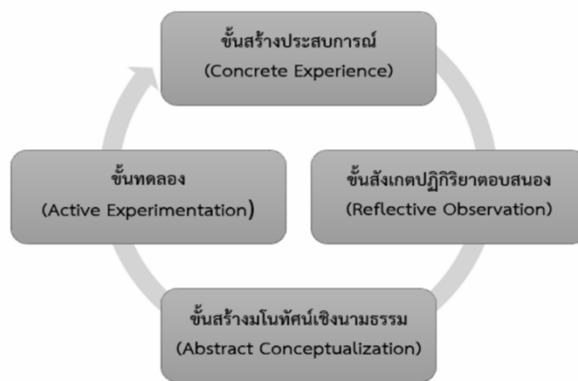 ขั้นสร้างประสบการณ์
(Concrete Experience)
ขั้นสังเกตปฏิกิริยาตอบสนอง
(Reflective Observation)
ขั้นสร้างมโนทัศน์เชิงนามธรรม
(Abstract Conceptualization)
ขั้นทดลอง
(Active Experimentation)